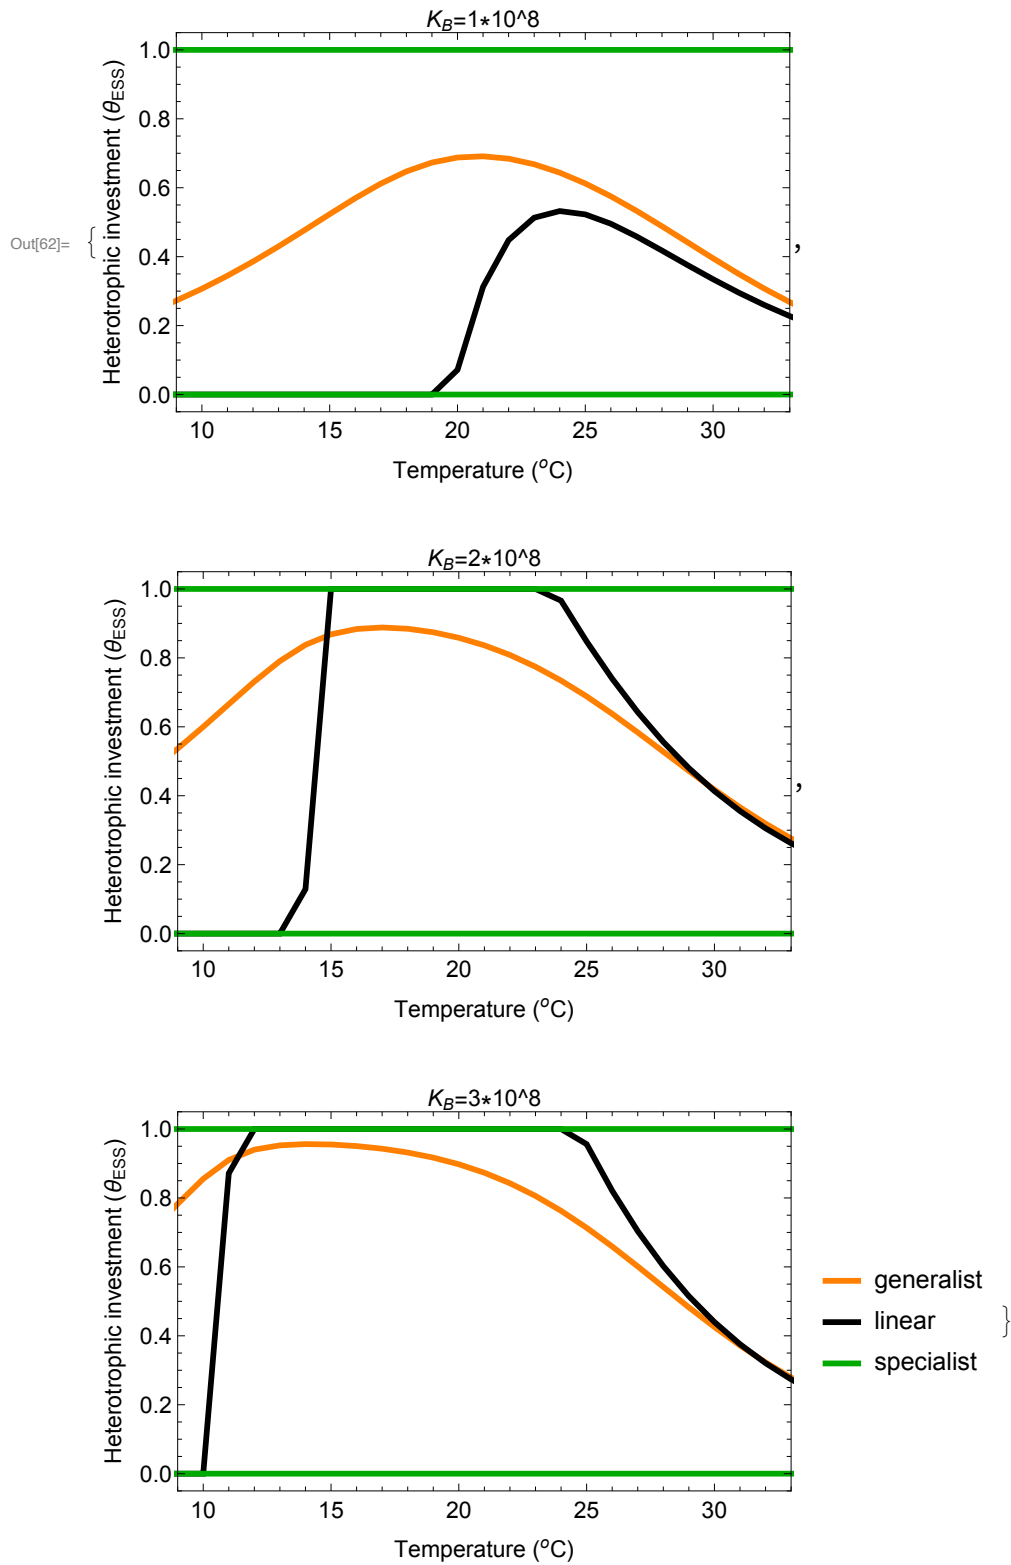 K_B=1*10^8
Heterotrophic investment (θ_ESS)
1.0
0.8
0.6
0.4
0.2
0.0
Out[62]= {
,
10 15 20 25 30
Temperature (°C)
K_B=2*10^8
Heterotrophic investment (θ_ESS)
1.0
0.8
0.6
0.4
0.2
0.0
,
10 15 20 25 30
Temperature (°C)
K_B=3*10^8
Heterotrophic investment (θ_ESS)
1.0
0.8
0.6
0.4
0.2
0.0
10 15 20 25 30
Temperature (°C)
generalist
linear }
specialist